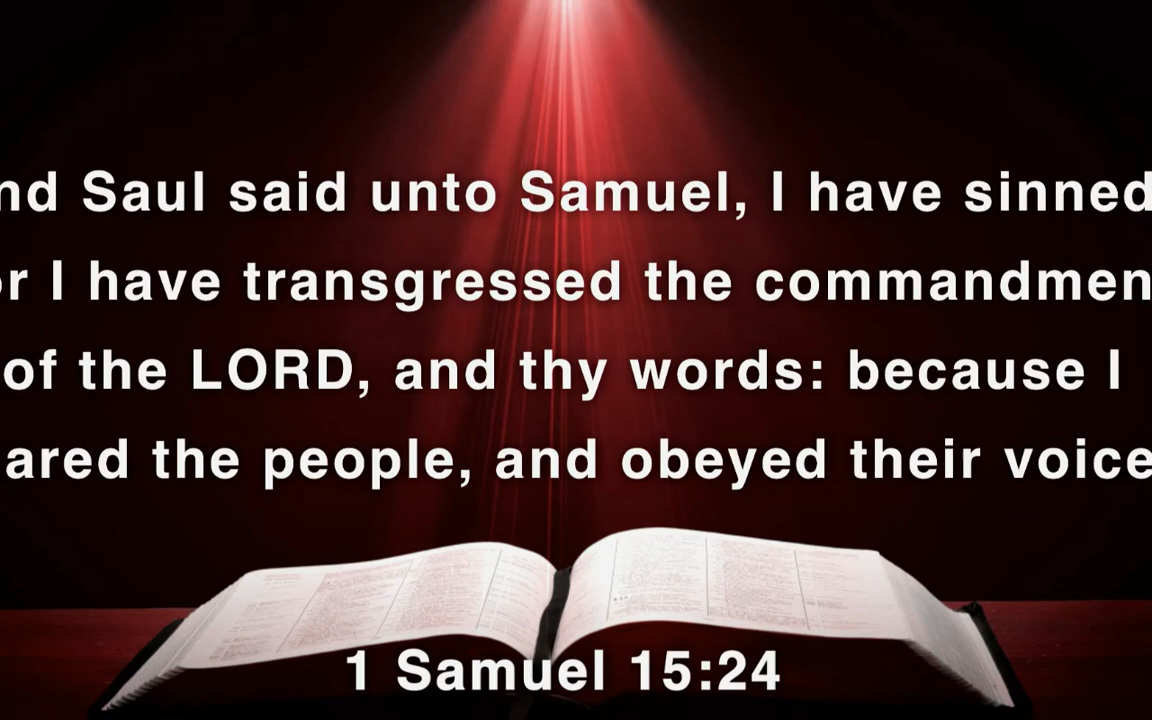 nd Saul said unto Samuel, I have sinned
or I have transgressed the commandmen
of the LORD, and thy words: because I
ared the people, and obeyed their voice
1 Samuel 15:24